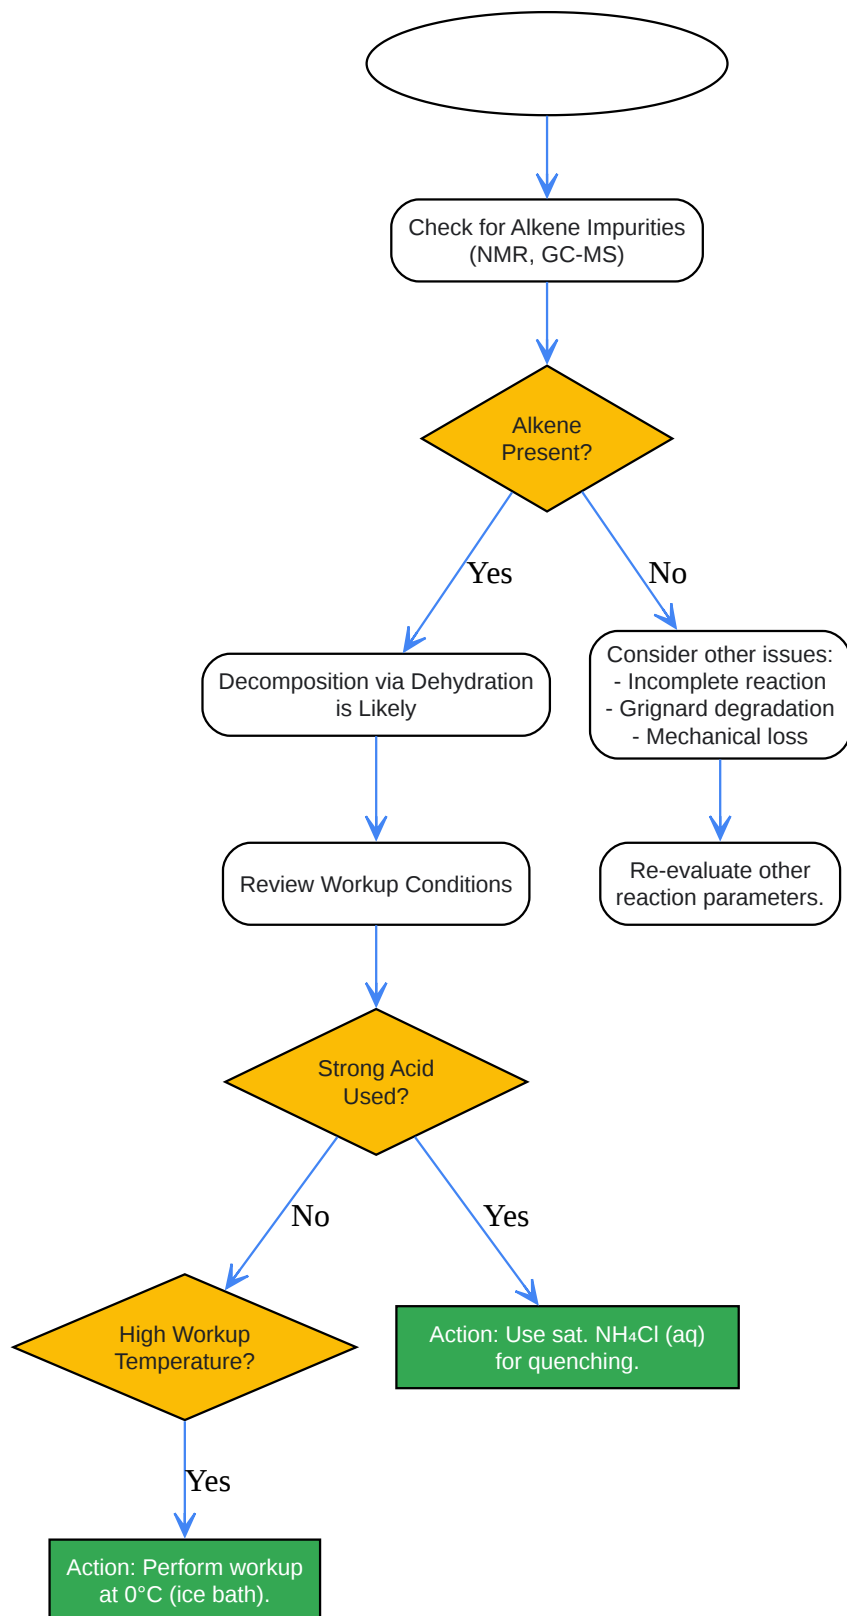 Check for Alkene Impurities
(NMR, GC-MS)
Alkene
Present?
Yes
No
Decomposition via Dehydration
is Likely
Consider other issues:
- Incomplete reaction
- Grignard degradation
- Mechanical loss
Review Workup Conditions
Re-evaluate other
reaction parameters.
Strong Acid
Used?
No
Yes
High Workup
Temperature?
Action: Use sat. NH₄Cl (aq)
for quenching.
Yes
Action: Perform workup
at 0°C (ice bath).